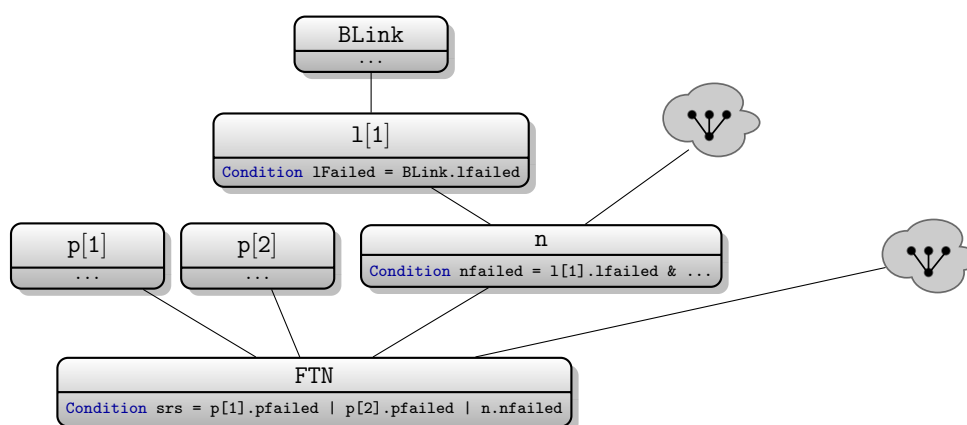 BLink
...
l[1]
Condition lFailed = BLink.lfailed
p[1]
...
p[2]
...
n
Condition nfailed = l[1].lfailed & ...
FTN
Condition srs = p[1].pfailed | p[2].pfailed | n.nfailed